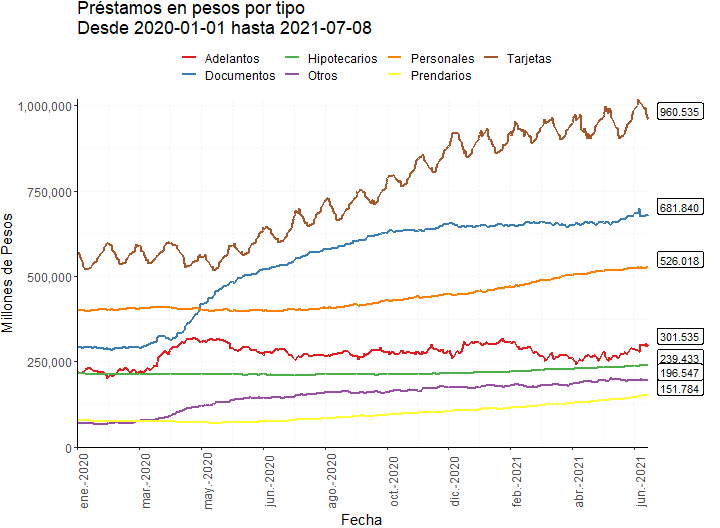 Préstamos en pesos por tipo
Desde 2020-01-01 hasta 2021-07-08
Adelantos Hipotecarios Personales Tarjetas
Documentos Otros Prendarios
Millones de Pesos
1,000,000
750,000
500,000
250,000
0
960.535
681.840
526.018
301.535
239.433
196.547
151.784
ene.-2020
mar.-2020
may.-2020
jun.-2020
ago.-2020
oct.-2020
dic.-2020
feb.-2021
abr.-2021
jun.-2021
Fecha